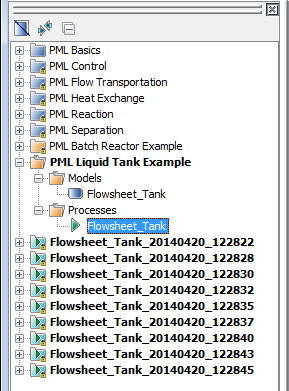 PML Basics
PML Control
PML Flow Transportation
PML Heat Exchange
PML Reaction
PML Separation
PML Batch Reactor Example
PML Liquid Tank Example
Models
Flowsheet_Tank
Processes
Flowsheet_Tank
Flowsheet_Tank_20140420_122822
Flowsheet_Tank_20140420_122828
Flowsheet_Tank_20140420_122830
Flowsheet_Tank_20140420_122832
Flowsheet_Tank_20140420_122835
Flowsheet_Tank_20140420_122837
Flowsheet_Tank_20140420_122840
Flowsheet_Tank_20140420_122843
Flowsheet_Tank_20140420_122845